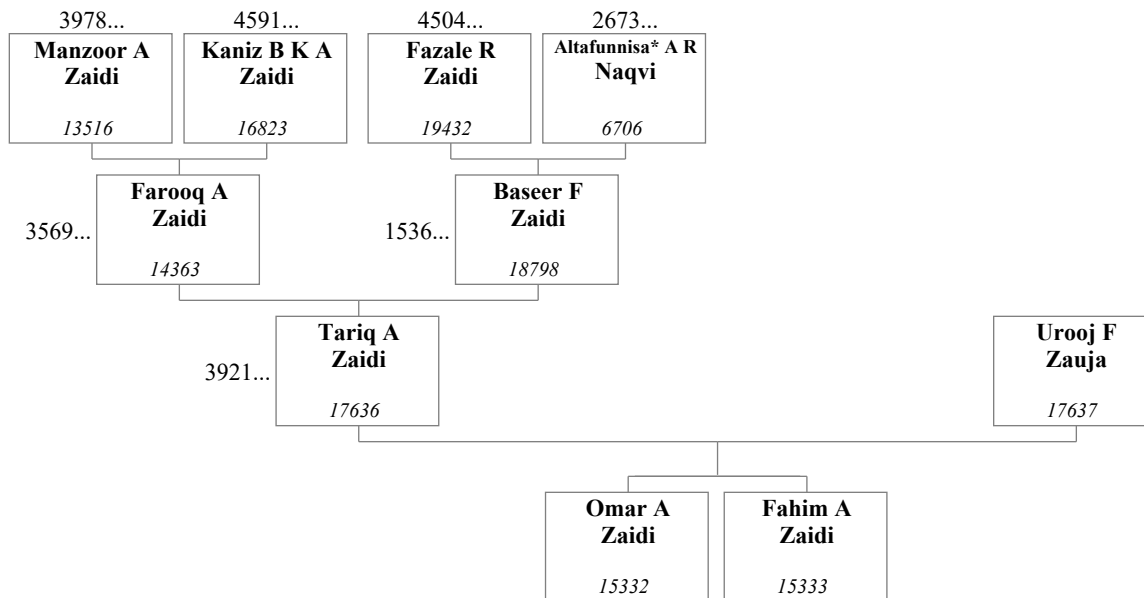 3978... 4591... 4504... 2673...
Manzoor A
Zaidi
13516
Kaniz B K A
Zaidi
16823
Fazale R
Zaidi
19432
Altafunnisa* A R
Naqvi
6706
3569...
Farooq A
Zaidi
14363
1536...
Baseer F
Zaidi
18798
3921...
Tariq A
Zaidi
17636
Urooj F
Zauja
17637
Omar A
Zaidi
15332
Fahim A
Zaidi
15333